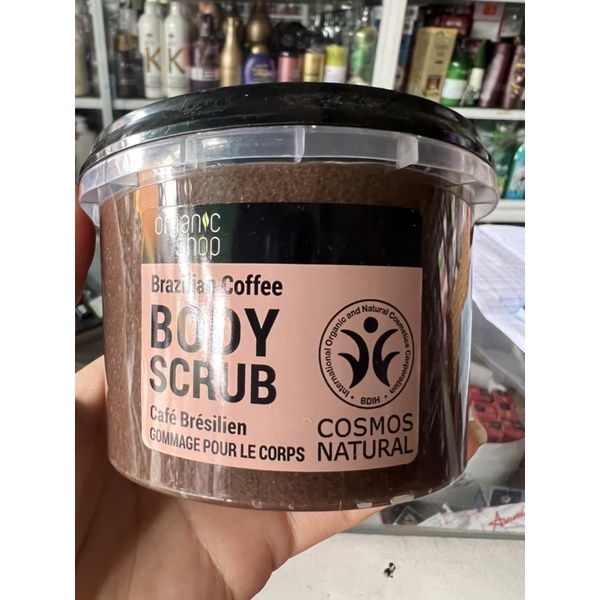 organic
shop
Brazilian Coffee
BODY
SCRUB
Café Brésilien
GOMMAGE POUR LE CORPS
International Organic and Natural Cosmetics Corporation
• BDIH •
COSMOS
NATURAL
K K